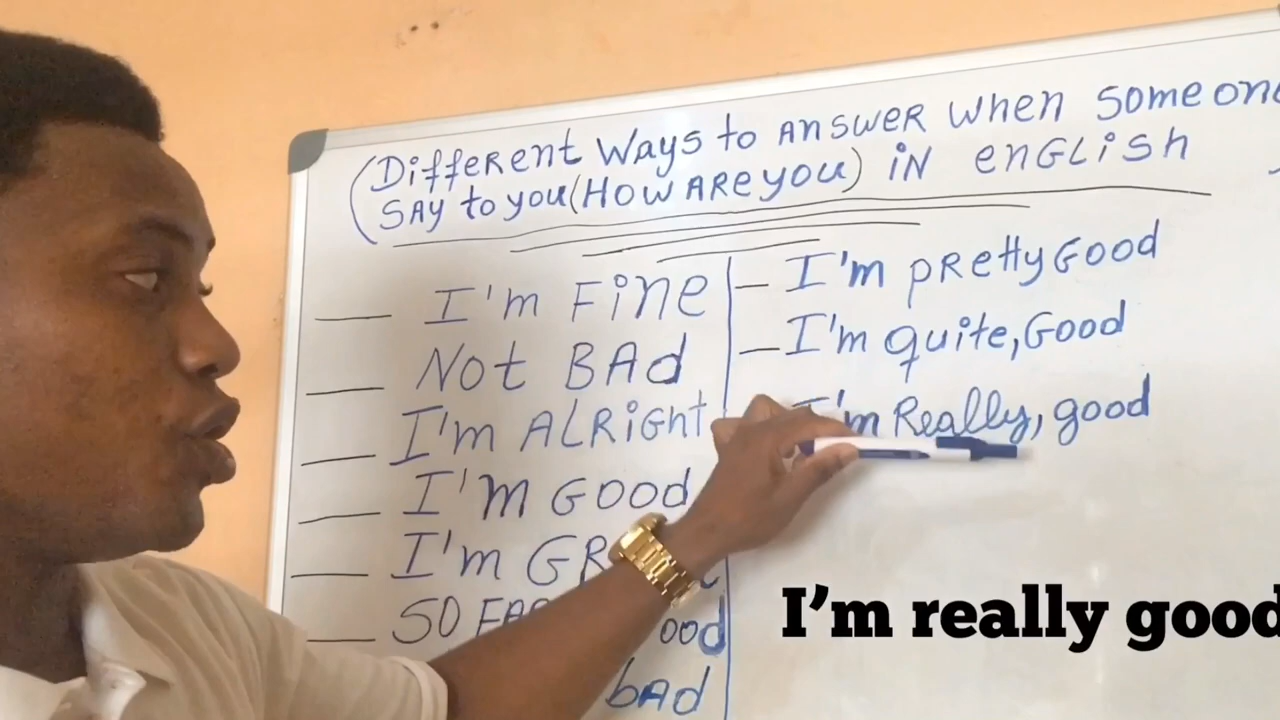 (Different Ways to ANSWER when someone
SAY to you (HOW ARE you) iN enGLish
I'm Fine
Not BAd
I'm ALRight
I'M GOOd
SO
ood
bAd
I'm pRetty Good
I'm quite, Good
I'm Really, good
I'm really good